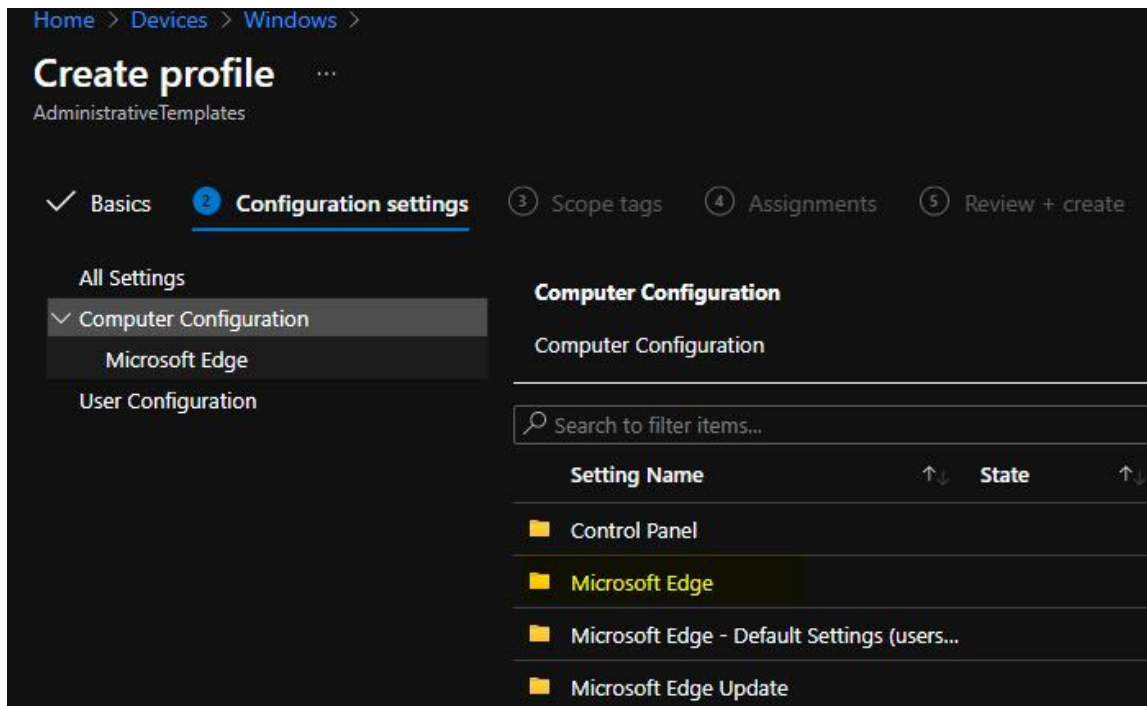 Home > Devices > Windows >
Create profile ...
AdministrativeTemplates
Basics 2 Configuration settings 3 Scope tags 4 Assignments 5 Review + create
All Settings
Computer Configuration
Microsoft Edge
User Configuration
Computer Configuration
Computer Configuration
Search to filter items...
Setting Name State
Control Panel
Microsoft Edge
Microsoft Edge - Default Settings (users...
Microsoft Edge Update